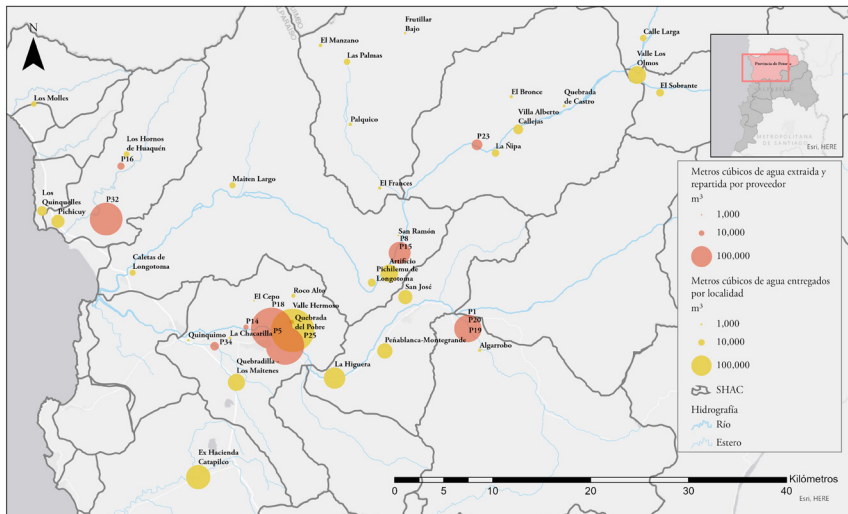 N
VALPARAÍSO
Frutillar
Bajo
El Manzano
Las Palmas
Calle Larga
Valle Los
Olmos
El Sobrante
El Bronce
Quebrada
de Castro
Villa Alberto
Callejas
P23
La Ñipa
Palquico
Los Molles
Los Hornos
de Huaquén
P16
Los
Quinquelles
Pichicuy
P32
Maiten Largo
El Frances
San Ramón
P8
P15
Artificio
Pichilemu de
Longotoma
San José
Caletas de
Longotoma
El Cepo
Roco Alto
P18
Valle Hermoso
P14
Quebrada
del Pobre
La Chacarilla
P5
P25
Quinquimo
P34
Quebradilla
Los Maitenes
La Higuera
Peñablanca-Montegrande
P1
P20
P19
Algarrobo
Ex Hacienda
Catapilco
Provincia de Petorca
VALPARAÍSO
METROPOLITANA
DE SANTIAGO
Esri, HERE
Metros cúbicos de agua extraida y
repartida por proveedor
m³
1,000
10,000
100,000
Metros cúbicos de agua entregados
por localidad
m³
1,000
10,000
100,000
SHAC
Hidrografía
Río
Estero
Kilómetros
0 5 10 20 30 40
Esri, HERE